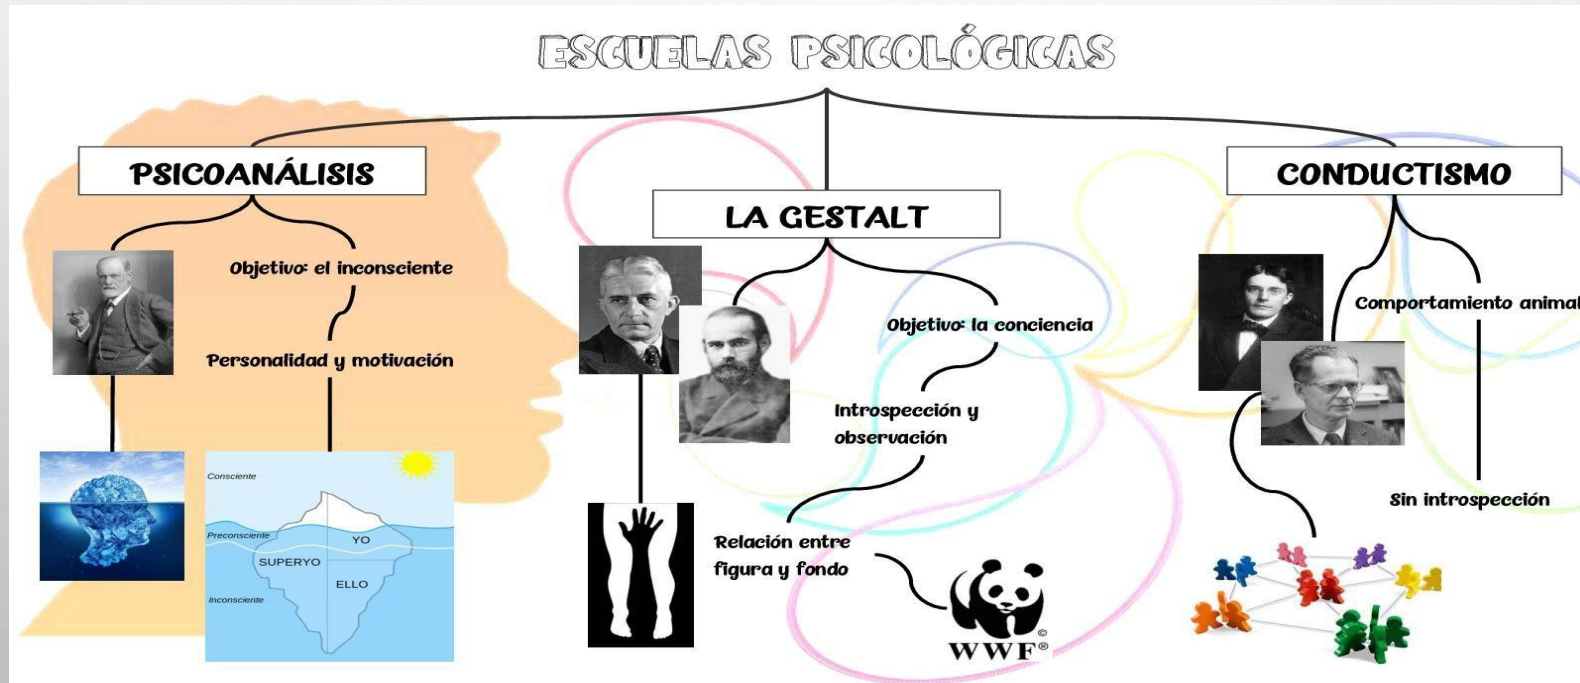 ESCUELAS PSICOLÓGICAS
PSICOANÁLISIS
Objetivo: el inconsciente
Personalidad y motivación
Consciente
Preconsciente
YO
SUPERYO
ELLO
Inconsciente
LA GESTALT
Objetivo: la conciencia
Introspección y
observación
Relación entre
figura y fondo
©
WWF®
CONDUCTISMO
Comportamiento animal
Sin introspección